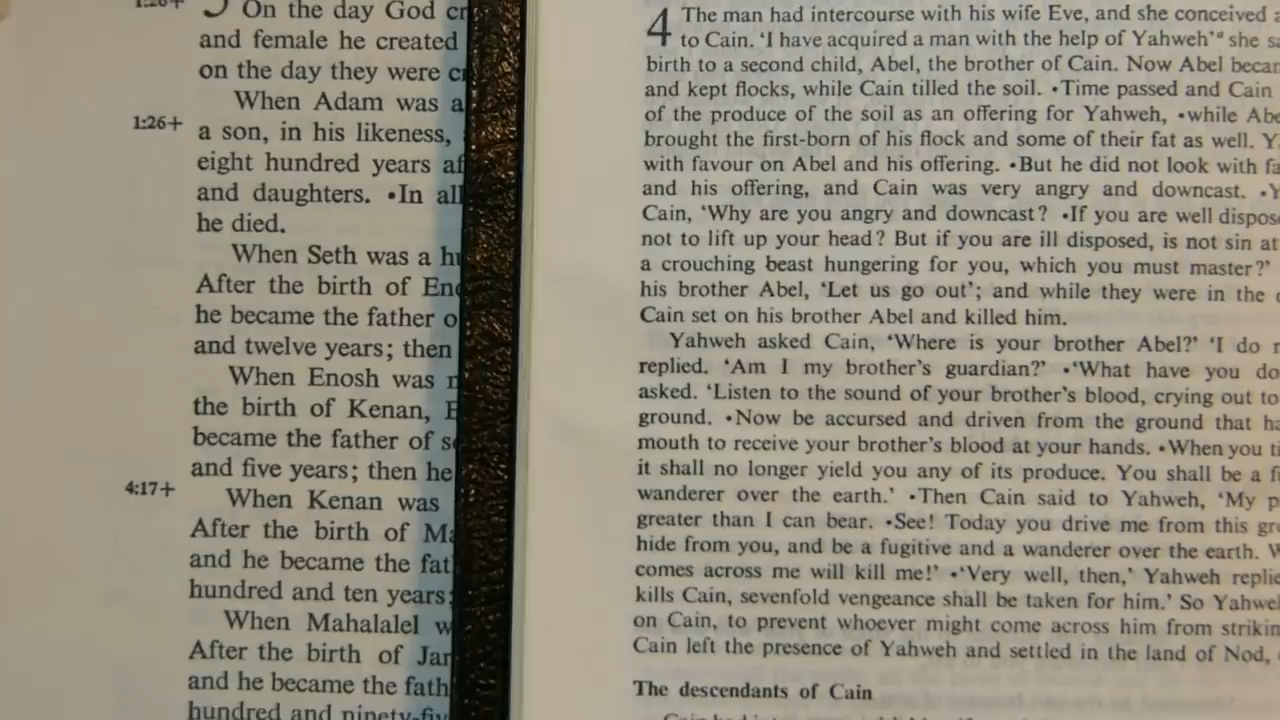 1:26+
On the day God
and female he created
on the day they were
When Adam was a
1:26+
a son, in his likeness,
eight hundred years
and daughters. •In all
he died.
When Seth was a
After the birth of
he became the father
and twelve years; then
When Enosh was
the birth of Kenan,
became the father of
and five years; then he
4:17+
When Kenan was
After the birth of
and he became the
hundred and ten years;
When Mahalalel
After the birth of
and he became the
hundred and
4 The man had intercourse with his wife Eve, and she conceived
to Cain. ‘I have acquired a man with the help of Yahweh’ᵃ she
birth to a second child, Abel, the brother of Cain. Now Abel
and kept flocks, while Cain tilled the soil. •Time passed and Cain
of the produce of the soil as an offering for Yahweh, •while
brought the first-born of his flock and some of their fat as well.
with favour on Abel and his offering. •But he did not look with
and his offering, and Cain was very angry and downcast.
Cain, ‘Why are you angry and downcast? •If you are well
not to lift up your head? But if you are ill disposed, is not sin at
a crouching beast hungering for you, which you must master?’
his brother Abel, ‘Let us go out’; and while they were in the
Cain set on his brother Abel and killed him.
Yahweh asked Cain, ‘Where is your brother Abel?’ ‘I do
replied. ‘Am I my brother’s guardian?’ •‘What have you
asked. ‘Listen to the sound of your brother’s blood, crying out to
ground. •Now be accursed and driven from the ground that
mouth to receive your brother’s blood at your hands. •When you
it shall no longer yield you any of its produce. You shall be a
wanderer over the earth.’ •Then Cain said to Yahweh, ‘My
greater than I can bear. •See! Today you drive me from this
hide from you, and be a fugitive and a wanderer over the earth.
comes across me will kill me!’ •‘Very well, then,’ Yahweh
kills Cain, sevenfold vengeance shall be taken for him.’ So
on Cain, to prevent whoever might come across him from
Cain left the presence of Yahweh and settled in the land of Nod,
The descendants of Cain